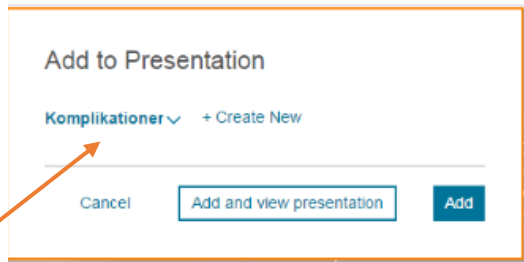 Add to Presentation
Komplikationer + Create New
Cancel Add and view presentation Add